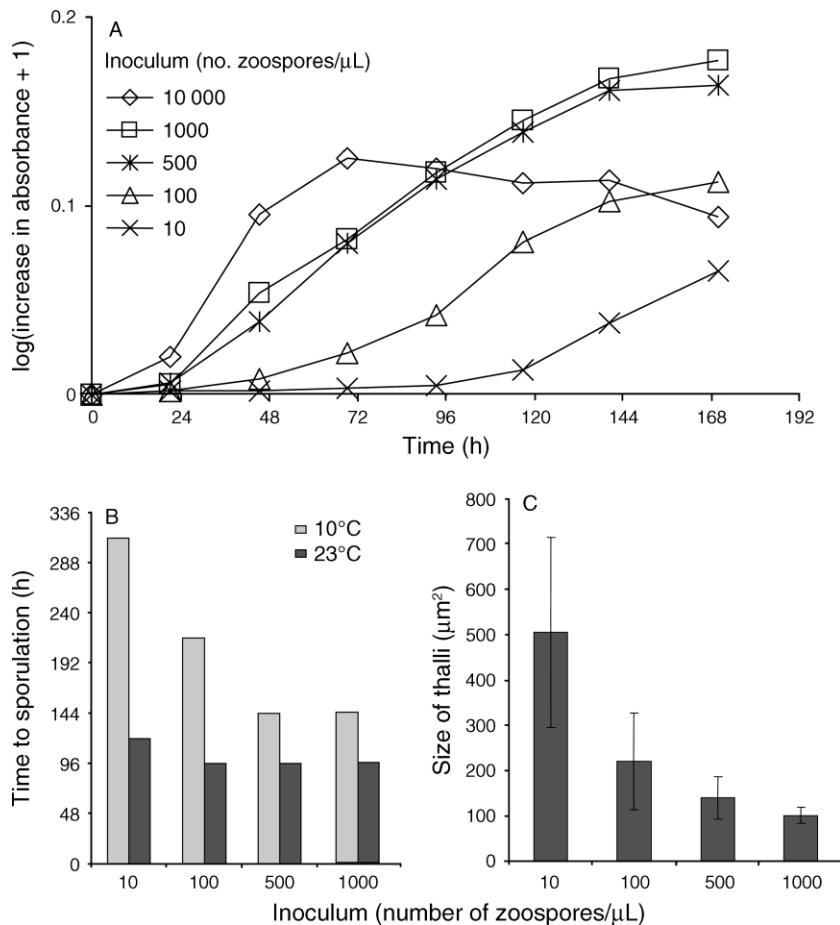 A
Inoculum (no. zoospores/μL)
10 000
1000
500
100
10
log(increase in absorbance + 1)
0.2
0.1
0
0 24 48 72 96 120 144 168 192
Time (h)
B
10°C
23°C
Time to sporulation (h)
336
288
240
192
144
96
48
0
10 100 500 1000
C
Size of thalli (μm²)
800
700
600
500
400
300
200
100
0
10 100 500 1000
Inoculum (number of zoospores/μL)